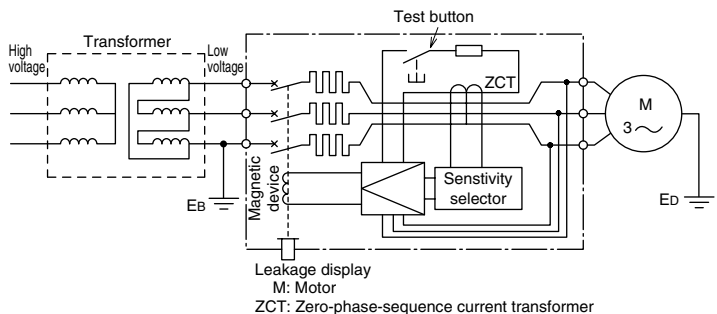 Test button
High
voltage
Transformer
Low
voltage
ZCT
M
3
Magnetic
device
Senstivity
selector
EB
ED
Leakage display
M: Motor
ZCT: Zero-phase-sequence current transformer